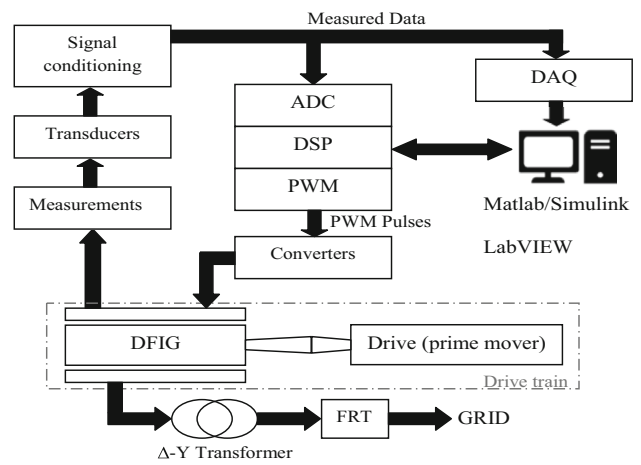 Measured Data
Signal
conditioning
DAQ
ADC
Transducers
DSP
PWM
Measurements
Matlab/Simulink
PWM Pulses
LabVIEW
Converters
DFIG
Drive (prime mover)
Drive train
FRT
GRID
Δ-Y Transformer